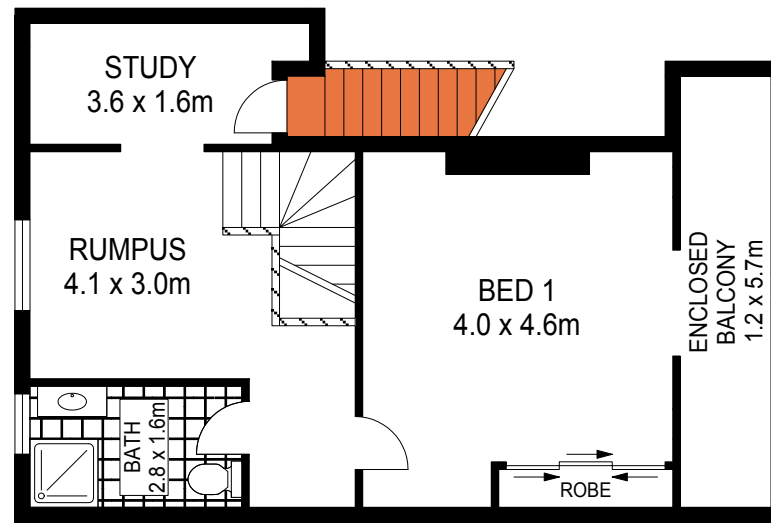 STUDY
3.6 x 1.6m
RUMPUS
4.1 x 3.0m
BED 1
4.0 x 4.6m
ENCLOSED
BALCONY
1.2 x 5.7m
BATH
2.8 x 1.6m
ROBE